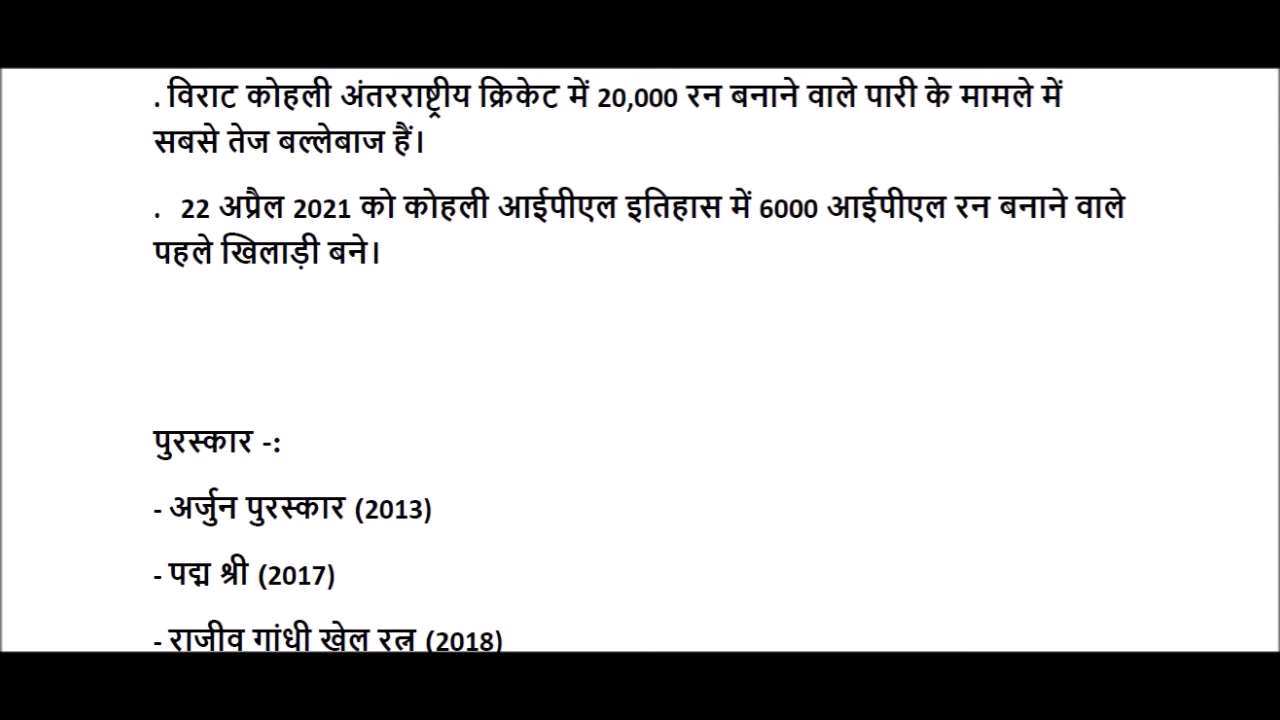 . विराट कोहली अंतरराष्ट्रीय क्रिकेट में 20,000 रन बनाने वाले पारी के मामले में
सबसे तेज बल्लेबाज हैं।
. 22 अप्रैल 2021 को कोहली आईपीएल इतिहास में 6000 आईपीएल रन बनाने वाले
पहले खिलाड़ी बने।
पुरस्कार -:
- अर्जुन पुरस्कार (2013)
- पद्म श्री (2017)
- राजीव गांधी खेल रत्न (2018)